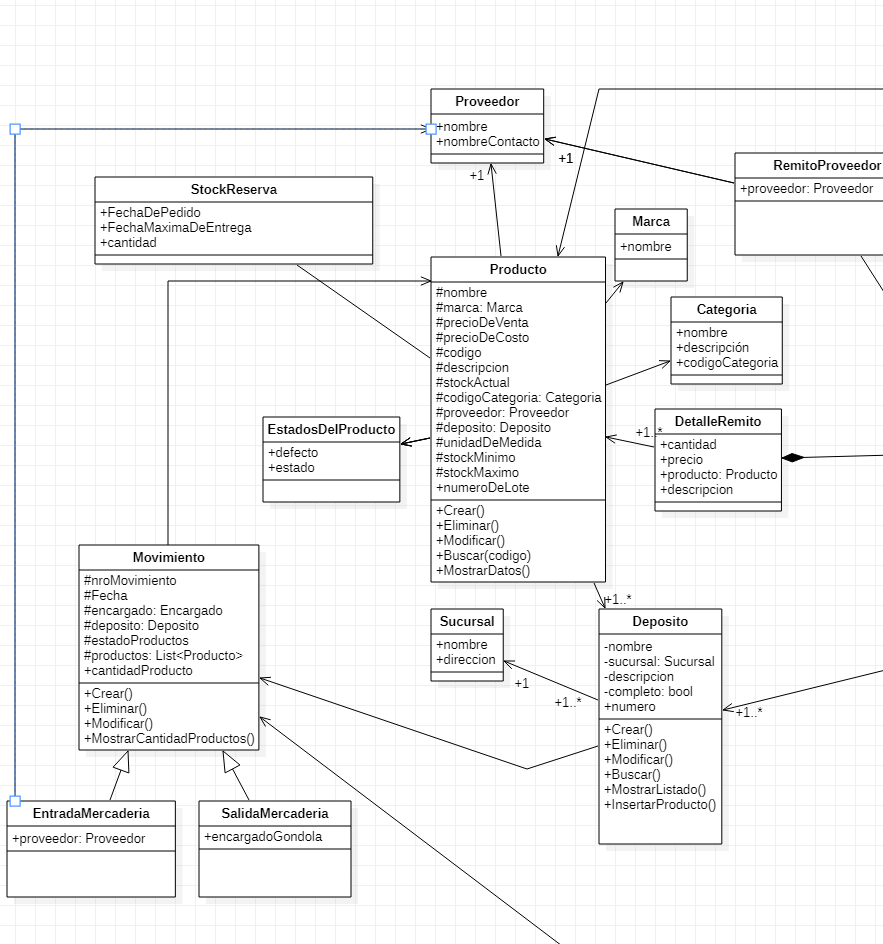 Proveedor
+nombre
+nombreContacto
+1
+1
RemitoProveedor
+proveedor: Proveedor
StockReserva
+FechaDePedido
+FechaMaximaDeEntrega
+cantidad
Marca
+nombre
Producto
#nombre
#marca: Marca
#precioDeVenta
#precioDeCosto
#codigo
#descripcion
#stockActual
#codigoCategoria: Categoria
#proveedor: Proveedor
#deposito: Deposito
#unidadDeMedida
#stockMinimo
#stockMaximo
+numeroDeLote
+Crear()
+Eliminar()
+Modificar()
+Buscar(codigo)
+MostrarDatos()
Categoria
+nombre
+descripción
+codigoCategoria
EstadosDelProducto
+defecto
+estado
+1..*
DetalleRemito
+cantidad
+precio
+producto: Producto
+descripcion
Movimiento
#nroMovimiento
#Fecha
#encargado: Encargado
#deposito: Deposito
#estadoProductos
#productos: List<Producto>
+cantidadProducto
+Crear()
+Eliminar()
+Modificar()
+MostrarCantidadProductos()
+1..*
Sucursal
+nombre
+direccion
+1
+1..*
Deposito
-nombre
-sucursal: Sucursal
-descripcion
-completo: bool
+numero
+Crear()
+Eliminar()
+Modificar()
+Buscar()
+MostrarListado()
+InsertarProducto()
+1..*
EntradaMercaderia
+proveedor: Proveedor
SalidaMercaderia
+encargadoGondola